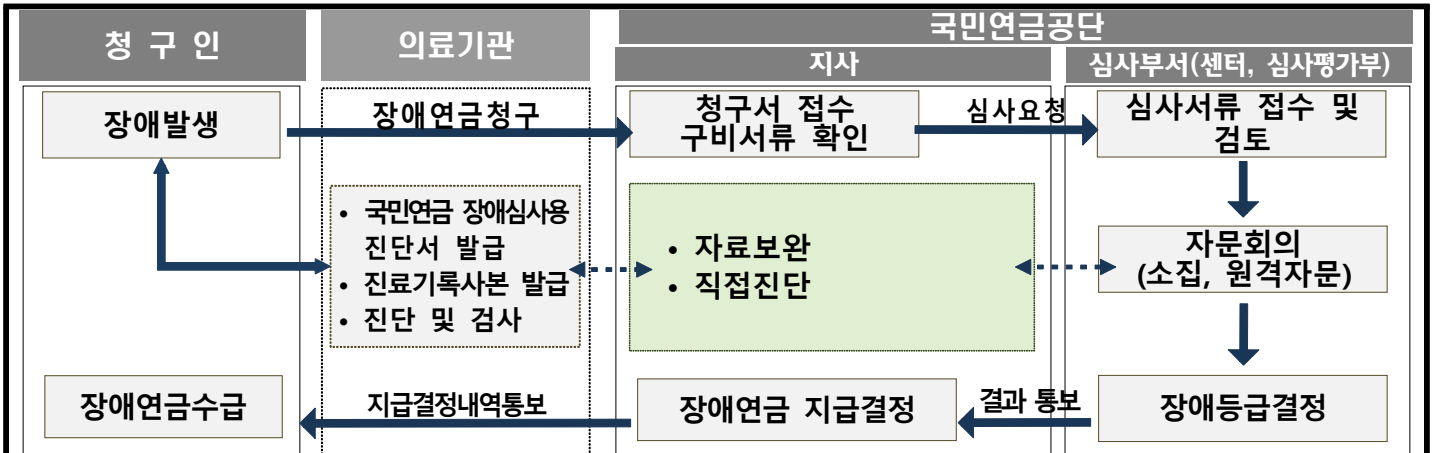 청 구 인
의료기관
국민연금공단
지사
심사부서(센터, 심사평가부)
장애발생
장애연금청구
청구서 접수
구비서류 확인
심사요청
심사서류 접수 및
검토
• 국민연금 장애심사용
진단서 발급
• 진료기록사본 발급
• 진단 및 검사
• 자료보완
• 직접진단
자문회의
(소집, 원격자문)
장애연금수급
지급결정내역통보
장애연금 지급결정
결과 통보
장애등급결정